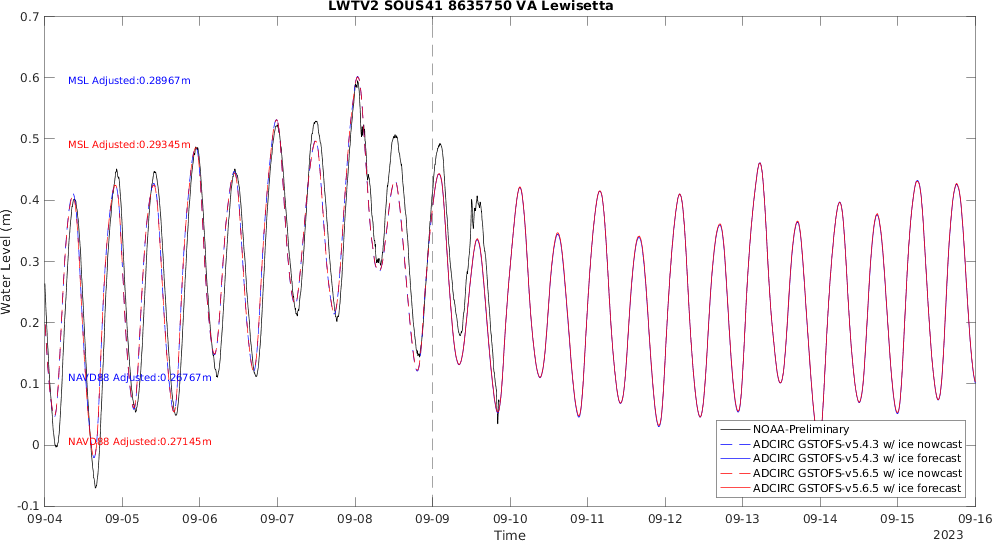 LWTV2 SOUS41 8635750 VA Lewisetta
0.7
0.6
0.5
0.4
0.3
0.2
0.1
0
-0.1
Water Level (m)
MSL Adjusted:0.28967m
MSL Adjusted:0.29345m
NAVD88 Adjusted:0.26767m
NAVD88 Adjusted:0.27145m
NOAA-Preliminary
ADCIRC GSTOFS-v5.4.3 w/ ice nowcast
ADCIRC GSTOFS-v5.4.3 w/ ice forecast
ADCIRC GSTOFS-v5.6.5 w/ ice nowcast
ADCIRC GSTOFS-v5.6.5 w/ ice forecast
09-04 09-05 09-06 09-07 09-08 09-09 09-10 09-11 09-12 09-13 09-14 09-15 09-16
Time
2023